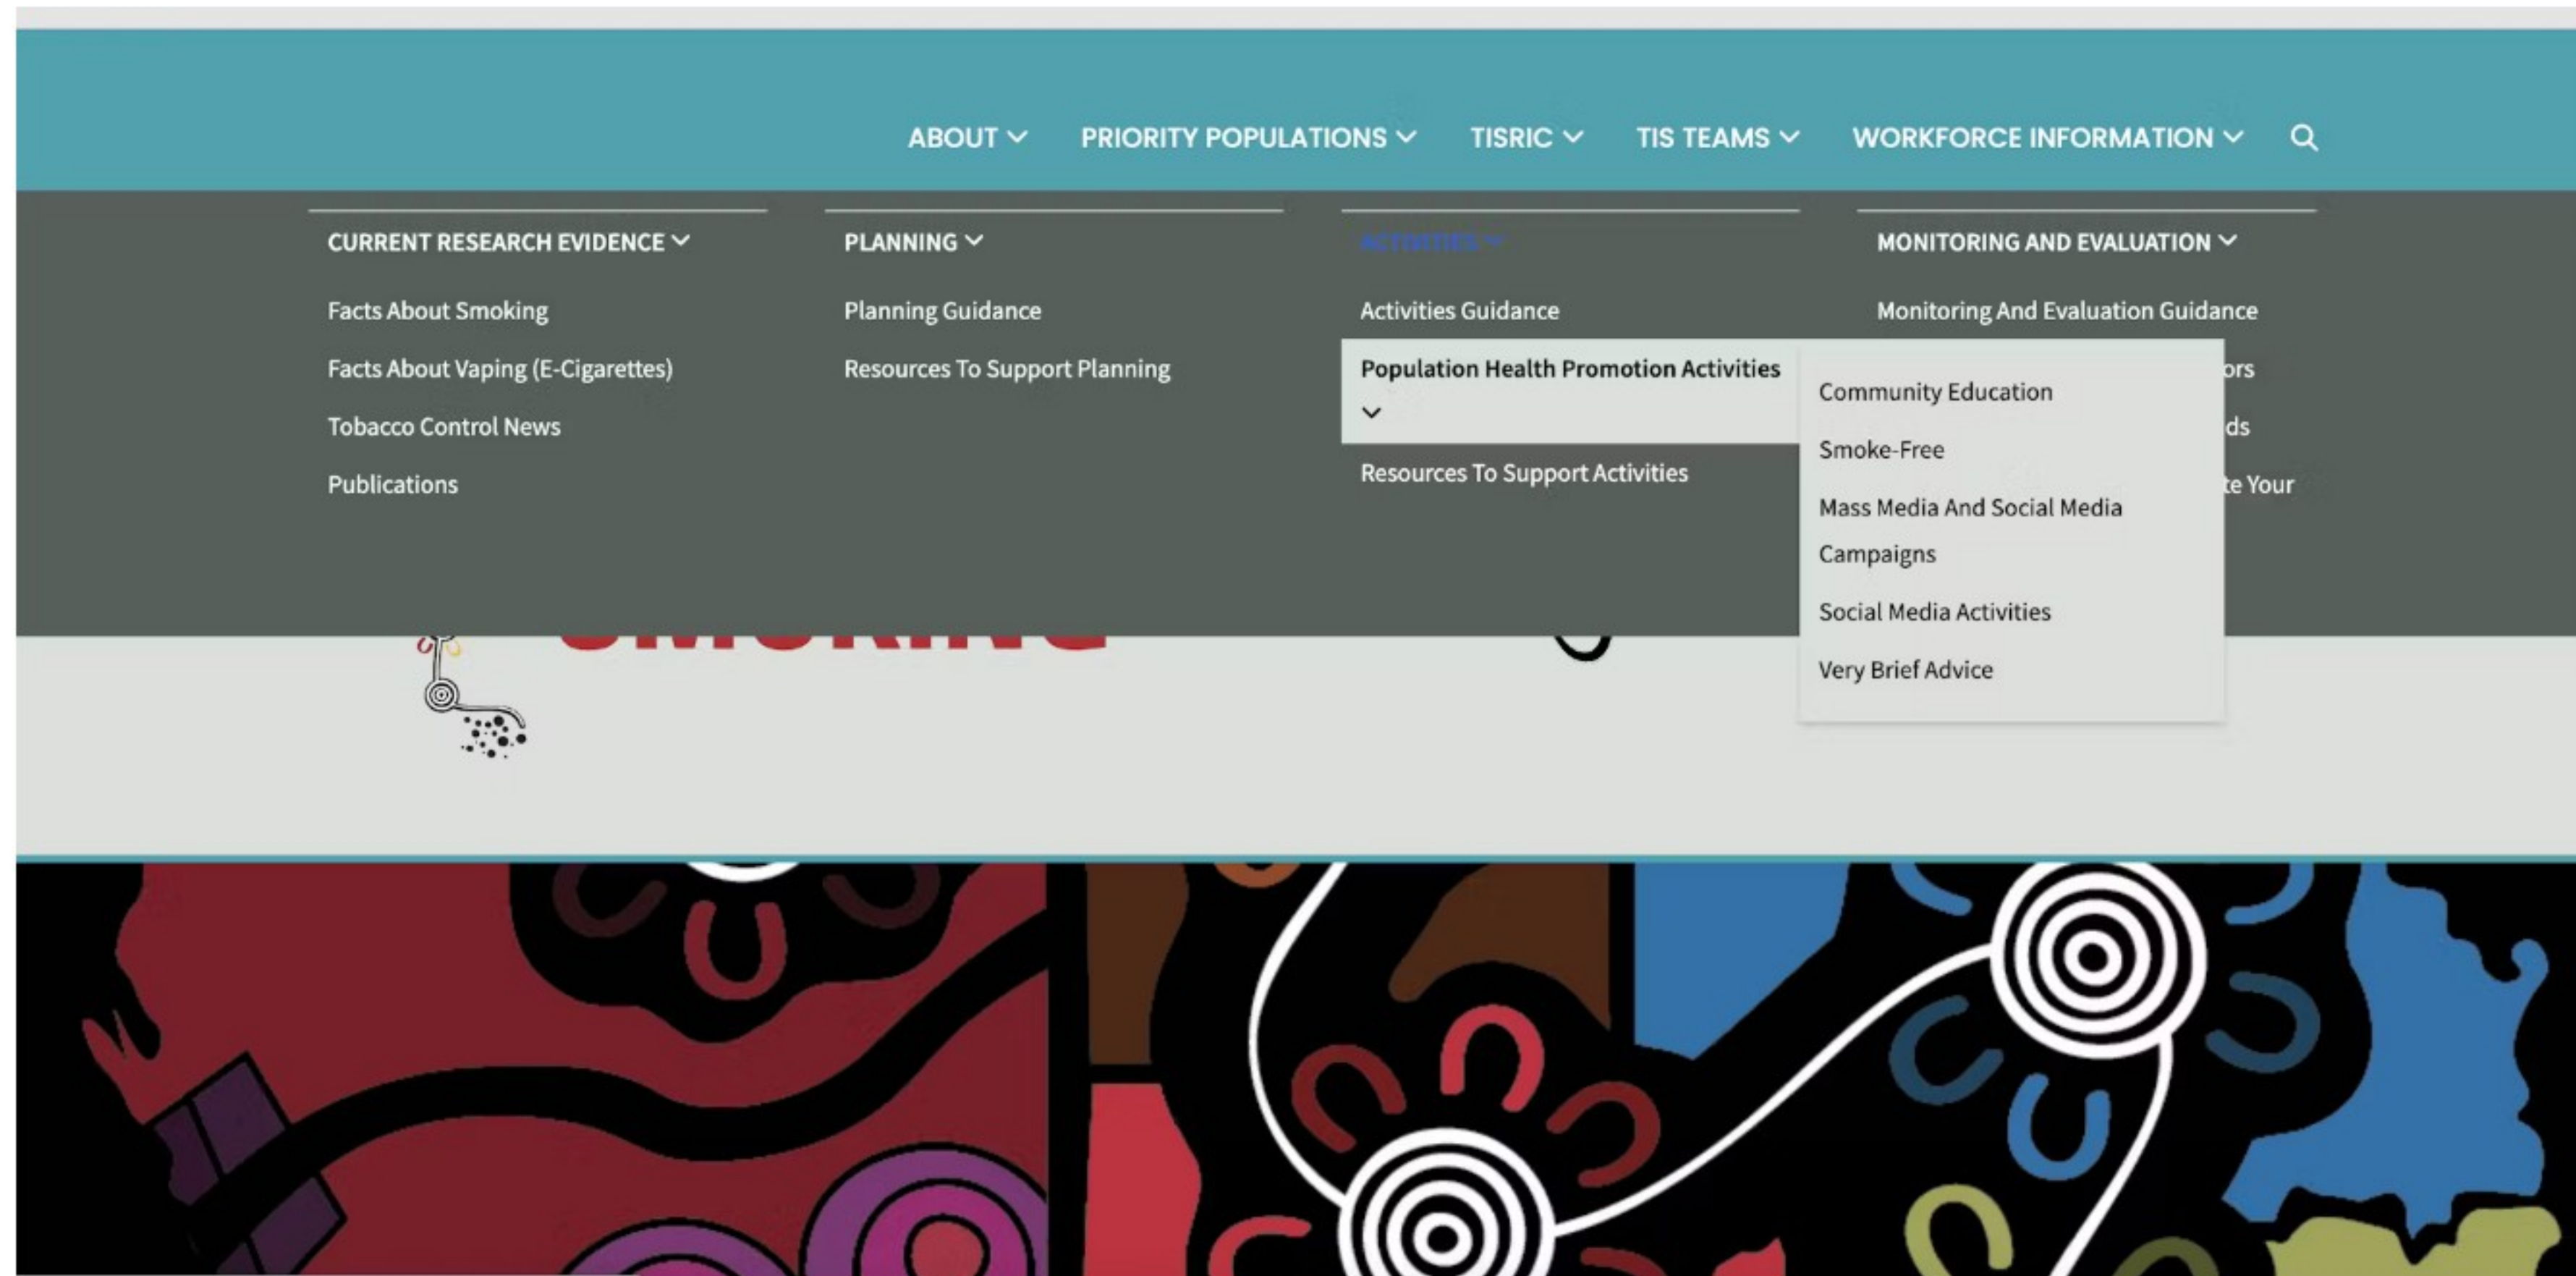 ABOUT PRIORITY POPULATIONS TISRIC TIS TEAMS WORKFORCE INFORMATION
CURRENT RESEARCH EVIDENCE
Facts About Smoking
Facts About Vaping (E-Cigarettes)
Tobacco Control News
Publications
PLANNING
Planning Guidance
Resources To Support Planning
ACTIVITIES
Activities Guidance
Population Health Promotion Activities
Resources To Support Activities
Community Education
Smoke-Free
Mass Media And Social Media
Campaigns
Social Media Activities
Very Brief Advice
MONITORING AND EVALUATION
Monitoring And Evaluation Guidance
Your
SMOKING